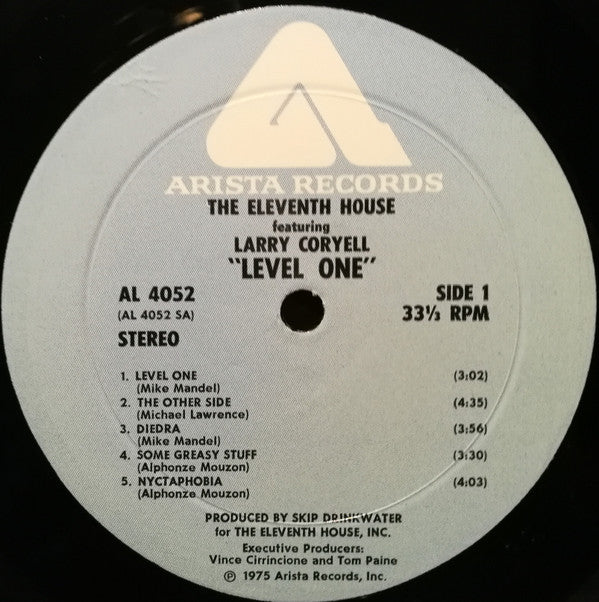 ARISTA RECORDS
THE ELEVENTH HOUSE
featuring
LARRY CORYELL
"LEVEL ONE"
AL 4052
(AL 4052 SA)
STEREO
SIDE 1
33⅓ RPM
1. LEVEL ONE (3:02)
(Mike Mandel)
2. THE OTHER SIDE (4:35)
(Michael Lawrence)
3. DIEDRA (3:56)
(Mike Mandel)
4. SOME GREASY STUFF (3:30)
(Alphonze Mouzon)
5. NYCTAPHOBIA (4:03)
(Alphonze Mouzon)
PRODUCED BY SKIP DRINKWATER
for THE ELEVENTH HOUSE, INC.
Executive Producers:
Vince Cirrincione and Tom Paine
℗ 1975 Arista Records, Inc.